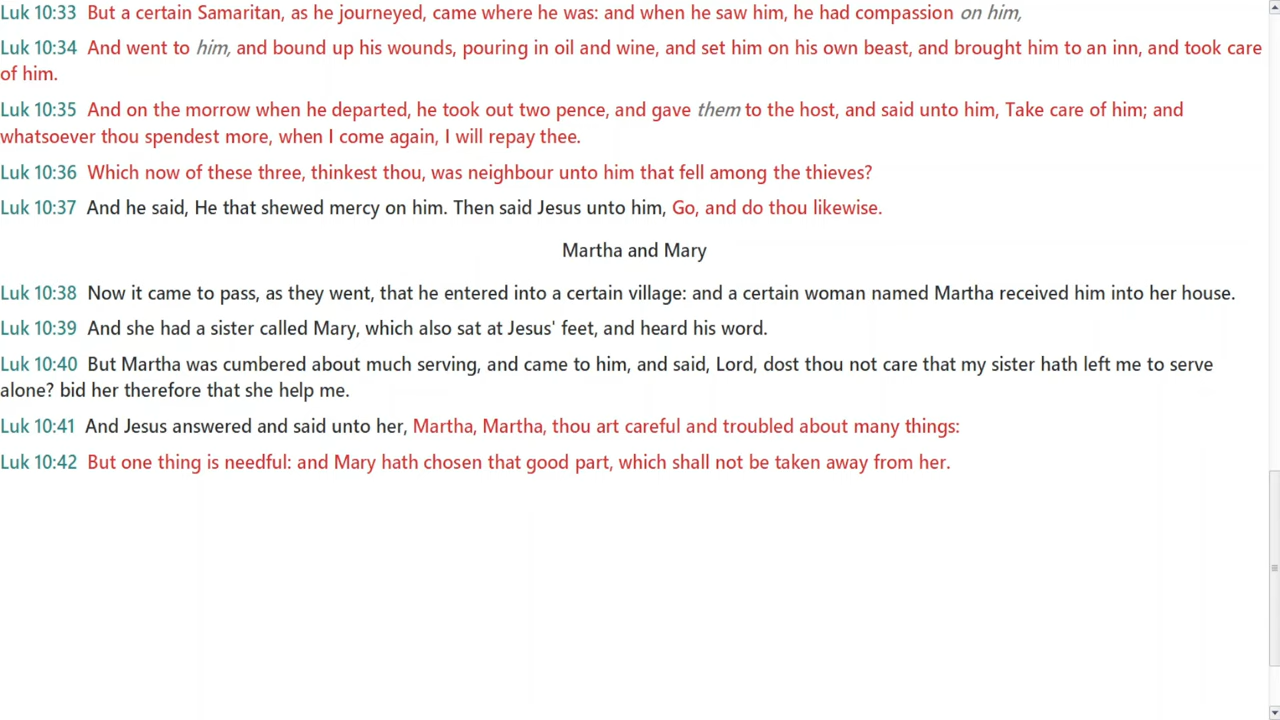 Luk 10:33 But a certain Samaritan, as he journeyed, came where he was: and when he saw him, he had compassion on him,
Luk 10:34 And went to him, and bound up his wounds, pouring in oil and wine, and set him on his own beast, and brought him to an inn, and took care
of him.
Luk 10:35 And on the morrow when he departed, he took out two pence, and gave them to the host, and said unto him, Take care of him; and
whatsoever thou spendest more, when I come again, I will repay thee.
Luk 10:36 Which now of these three, thinkest thou, was neighbour unto him that fell among the thieves?
Luk 10:37 And he said, He that shewed mercy on him. Then said Jesus unto him, Go, and do thou likewise.
Martha and Mary
Luk 10:38 Now it came to pass, as they went, that he entered into a certain village: and a certain woman named Martha received him into her house.
Luk 10:39 And she had a sister called Mary, which also sat at Jesus' feet, and heard his word.
Luk 10:40 But Martha was cumbered about much serving, and came to him, and said, Lord, dost thou not care that my sister hath left me to serve
alone? bid her therefore that she help me.
Luk 10:41 And Jesus answered and said unto her, Martha, Martha, thou art careful and troubled about many things:
Luk 10:42 But one thing is needful: and Mary hath chosen that good part, which shall not be taken away from her.